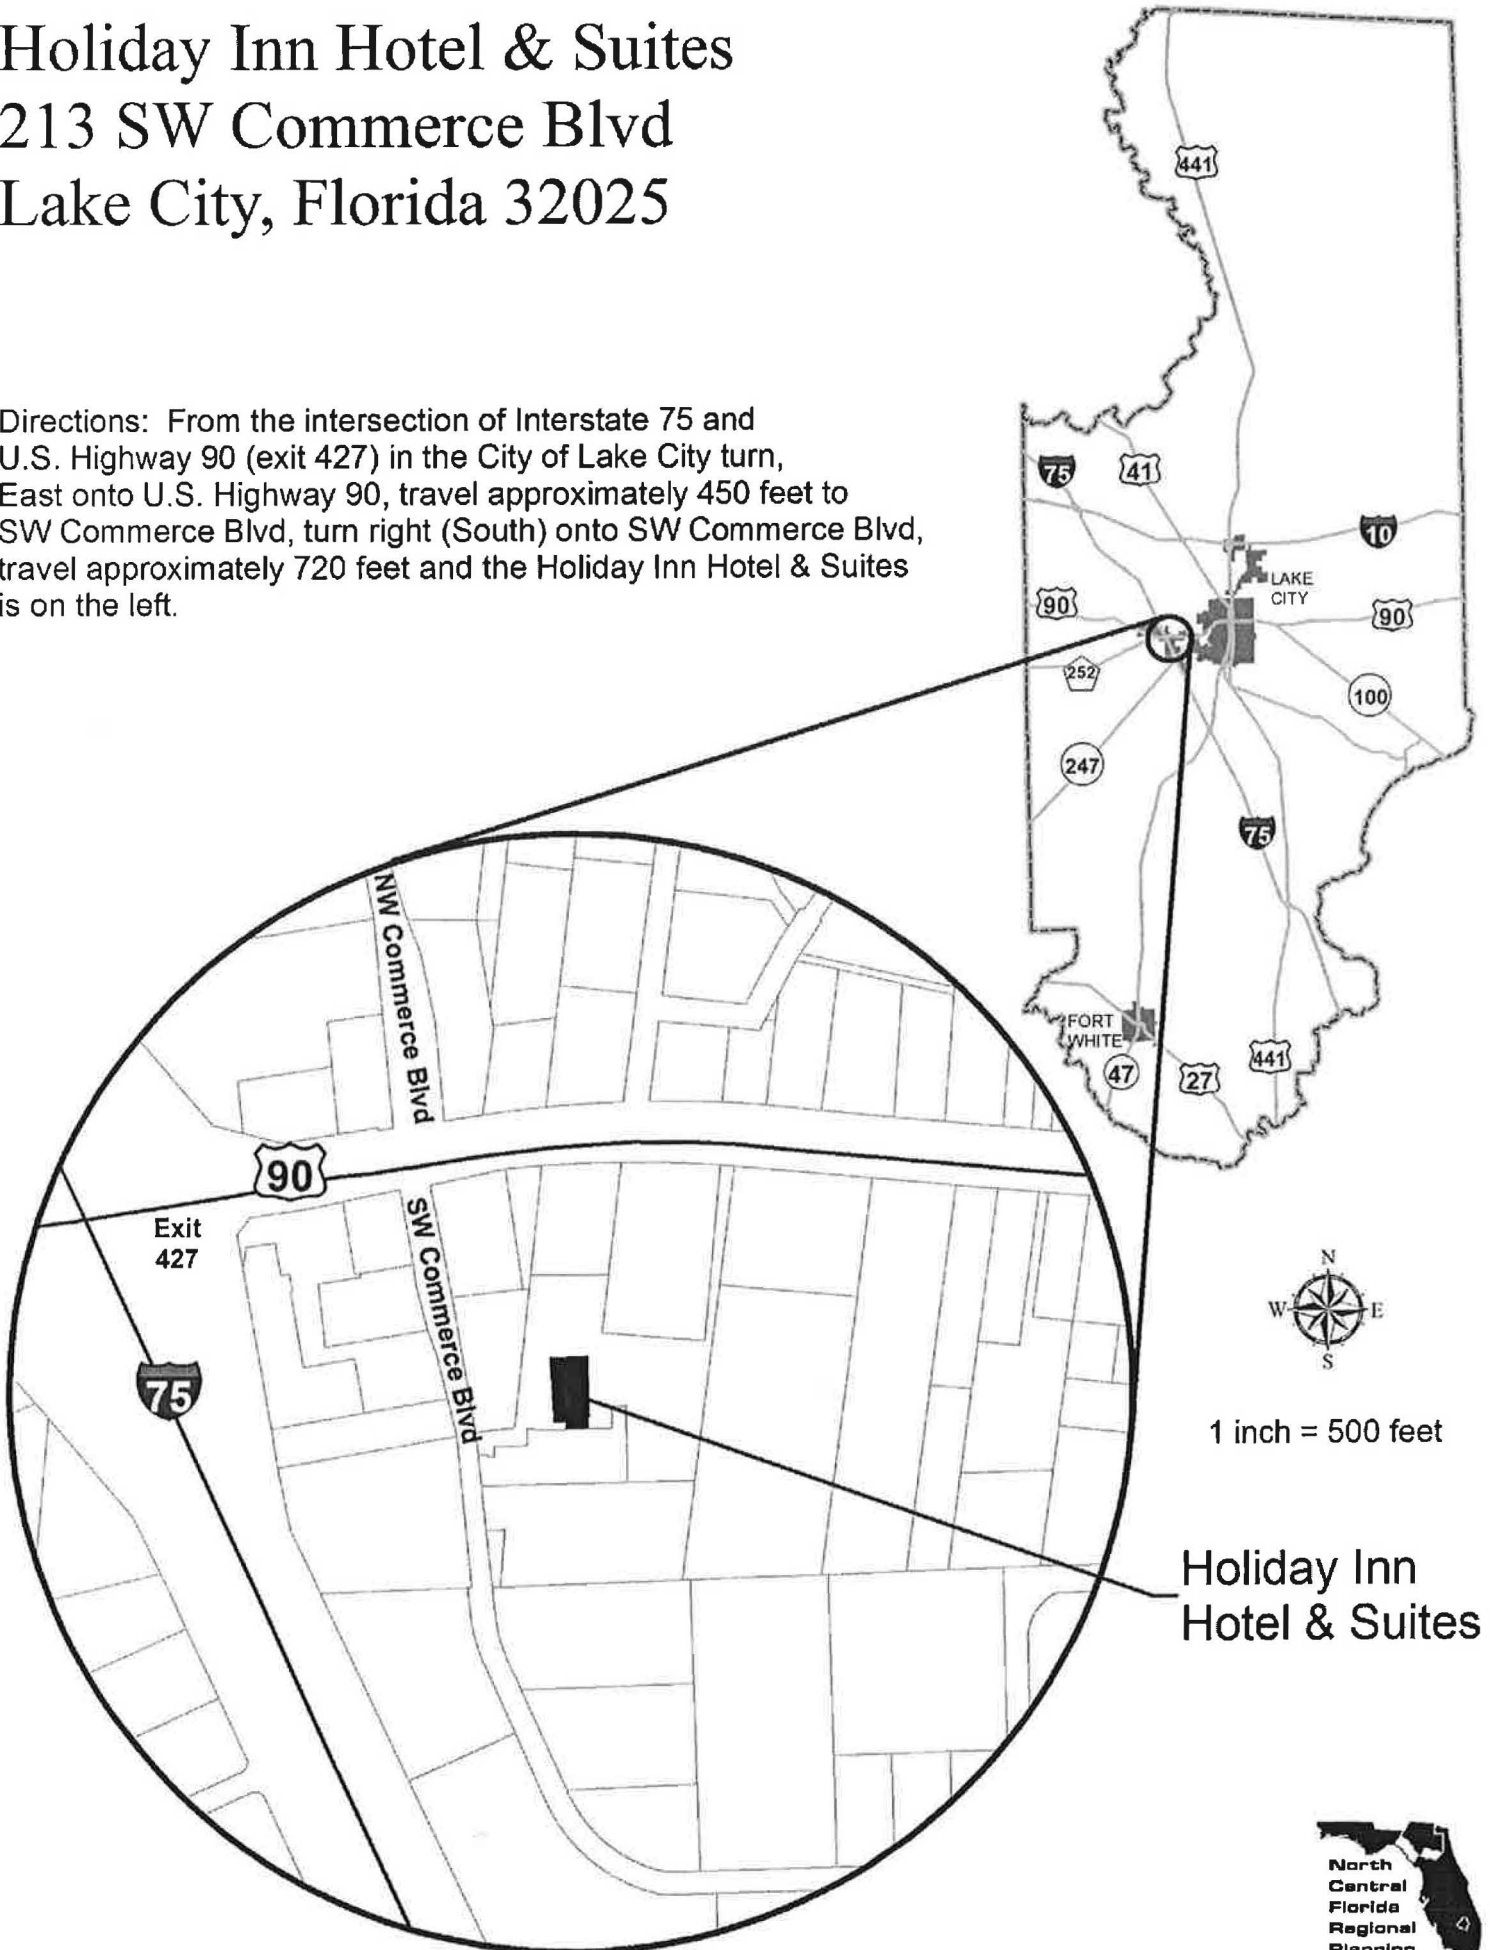 Holiday Inn Hotel & Suites
213 SW Commerce Blvd
Lake City, Florida 32025
Directions: From the intersection of Interstate 75 and
U.S. Highway 90 (exit 427) in the City of Lake City turn,
East onto U.S. Highway 90, travel approximately 450 feet to
SW Commerce Blvd, turn right (South) onto SW Commerce Blvd,
travel approximately 720 feet and the Holiday Inn Hotel & Suites
is on the left.
441
75
41
10
LAKE
CITY
90
90
252
100
247
75
FORT
WHITE
47
27
441
NW Commerce Blvd
90
Exit
427
SW Commerce Blvd
75
N
W
E
S
1 inch = 500 feet
Holiday Inn
Hotel & Suites
North
Central
Florida
Regional
Planning